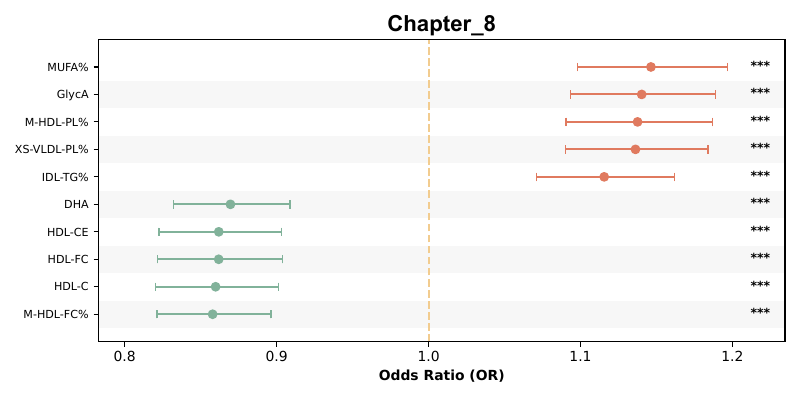 Chapter_8
MUFA% ***
GlycA ***
M-HDL-PL% ***
XS-VLDL-PL% ***
IDL-TG% ***
DHA ***
HDL-CE ***
HDL-FC ***
HDL-C ***
M-HDL-FC% ***
0.8 0.9 1.0 1.1 1.2
Odds Ratio (OR)